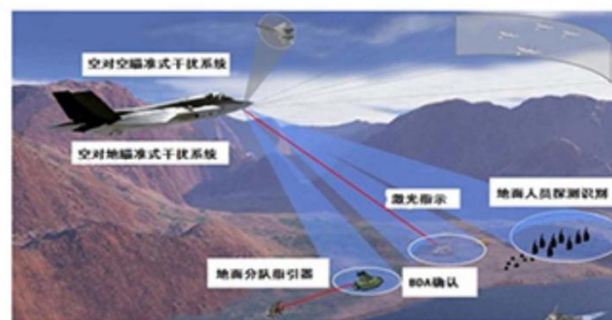 空对空瞄准式干扰系统
空对地瞄准式干扰系统
激光指示
地面人员探测识别
地面分队指引器
BDA确认